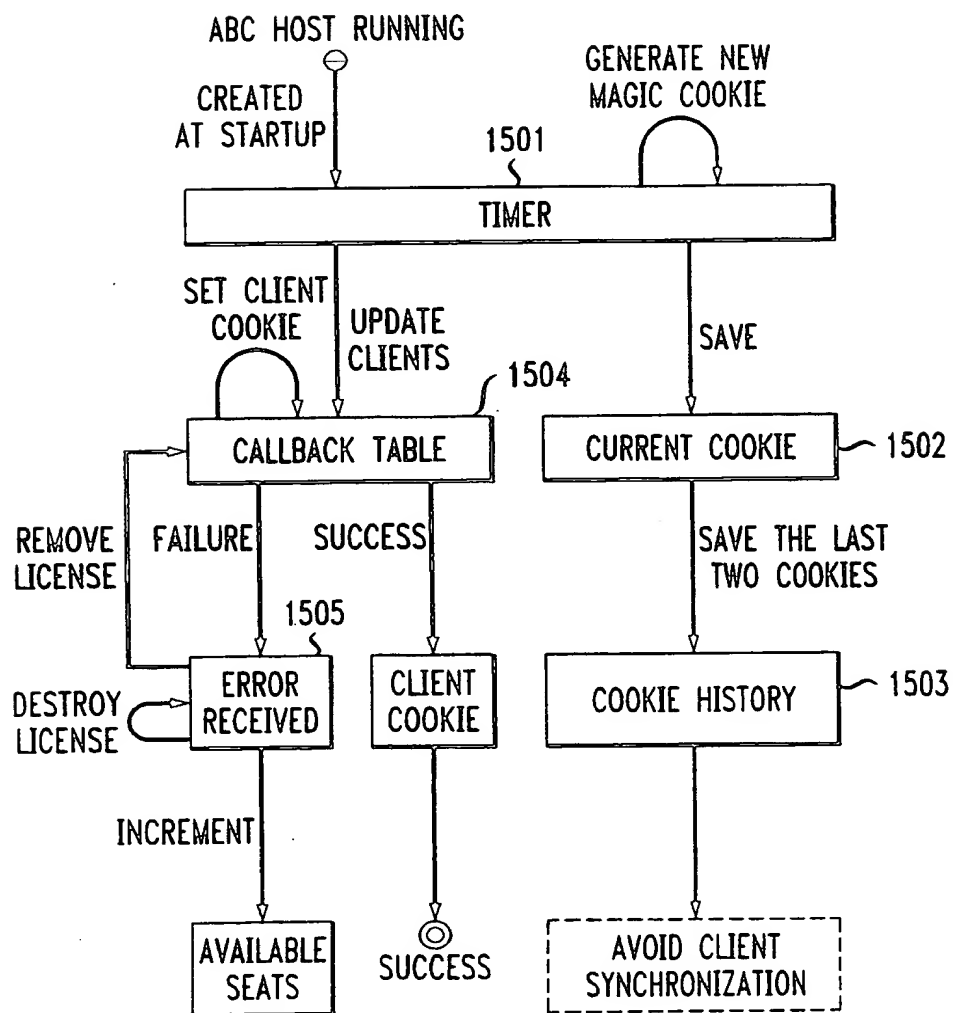 ABC HOST RUNNING
CREATED
AT STARTUP
GENERATE NEW
MAGIC COOKIE
1501
TIMER
SET CLIENT
COOKIE
UPDATE
CLIENTS
SAVE
1504
CALLBACK TABLE
CURRENT COOKIE
1502
REMOVE
LICENSE
FAILURE
SUCCESS
SAVE THE LAST
TWO COOKIES
1505
ERROR
RECEIVED
CLIENT
COOKIE
COOKIE HISTORY
1503
DESTROY
LICENSE
INCREMENT
AVAILABLE
SEATS
SUCCESS
AVOID CLIENT
SYNCHRONIZATION